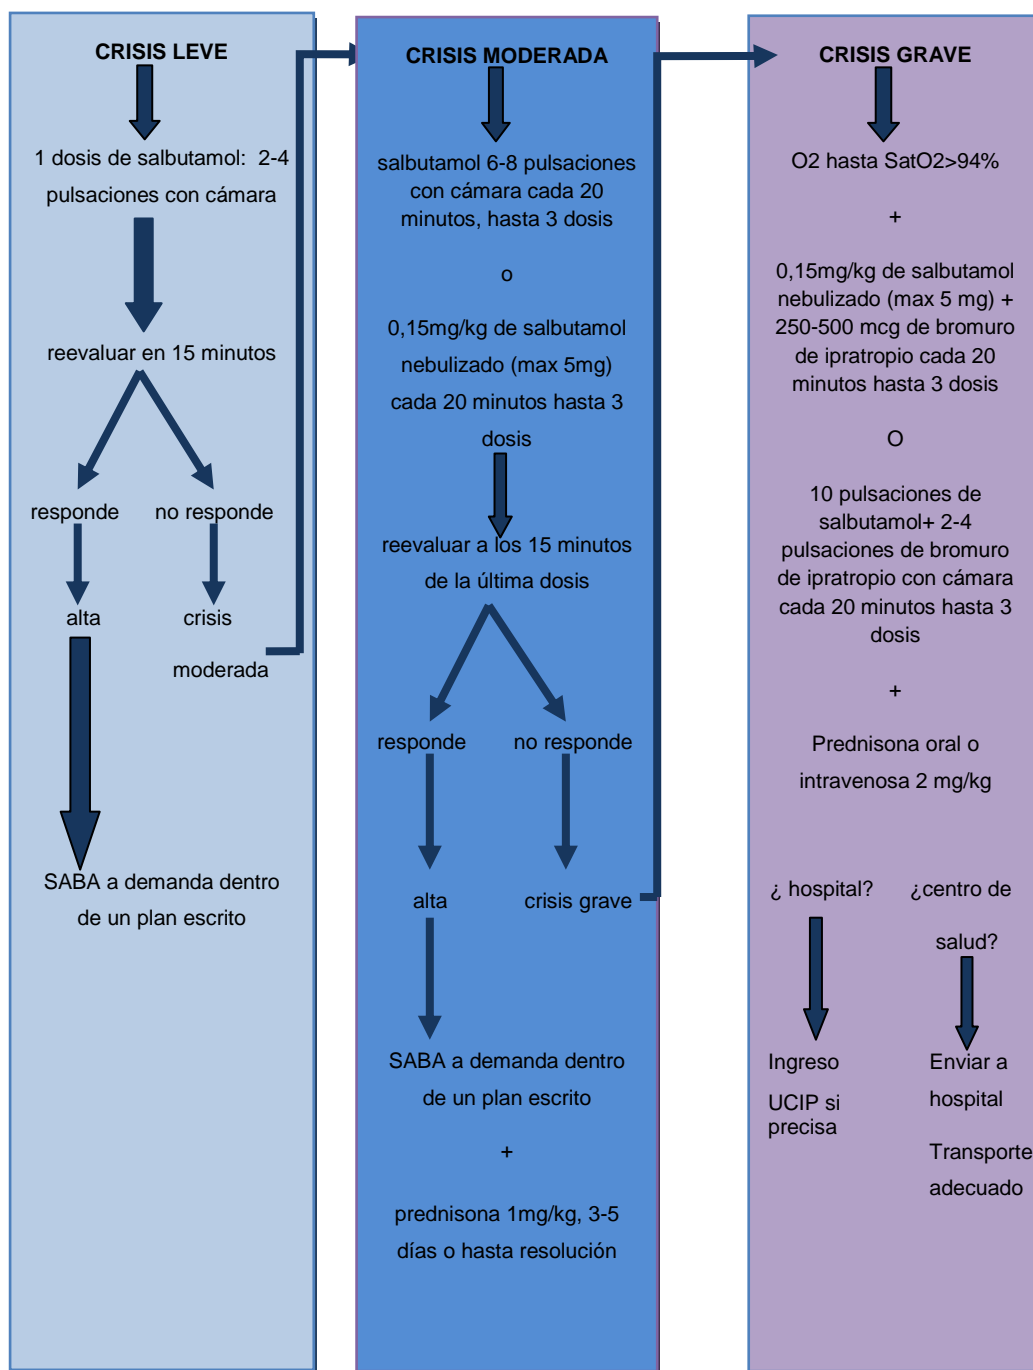 CRISIS LEVE
1 dosis de salbutamol: 2-4
pulsaciones con cámara
reevaluar en 15 minutos
responde
no responde
alta
crisis
moderada
SABA a demanda dentro
de un plan escrito
CRISIS MODERADA
salbutamol 6-8 pulsaciones
con cámara cada 20
minutos, hasta 3 dosis
o
0,15mg/kg de salbutamol
nebulizado (max 5mg)
cada 20 minutos hasta 3
dosis
reevaluar a los 15 minutos
de la última dosis
responde
no responde
alta
crisis grave
SABA a demanda dentro
de un plan escrito
+
prednisona 1mg/kg, 3-5
días o hasta resolución
CRISIS GRAVE
O2 hasta SatO2>94%
+
0,15mg/kg de salbutamol
nebulizado (max 5 mg) +
250-500 mcg de bromuro
de ipratropio cada 20
minutos hasta 3 dosis
O
10 pulsaciones de
salbutamol+ 2-4
pulsaciones de bromuro
de ipratropio con cámara
cada 20 minutos hasta 3
dosis
+
Prednisona oral o
intravenosa 2 mg/kg
¿ hospital?
¿centro de
salud?
Ingreso
UCIP si
precisa
Enviar a
hospital
Transporte
adecuado